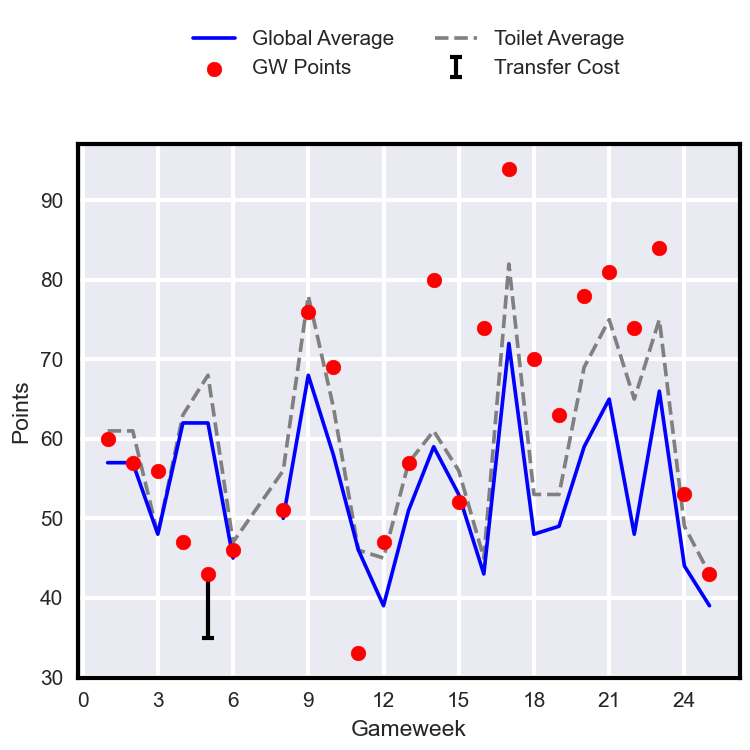 Global Average
Toilet Average
GW Points
Transfer Cost
90
80
70
60
50
40
30
Points
0 3 6 9 12 15 18 21 24
Gameweek